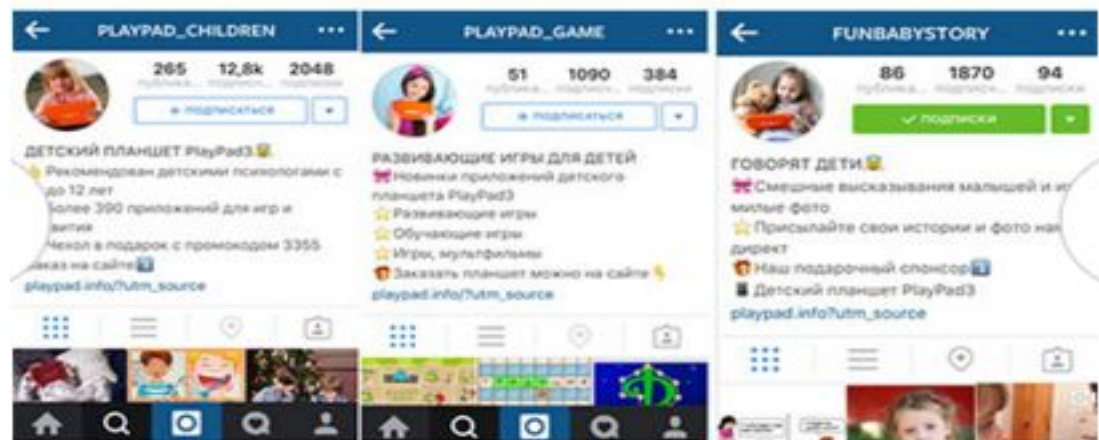 PLAYPAD_CHILDREN
265 12,8k 2048
подписаться
ДЕТСКИЙ ПЛАНШЕТ PlayPad3
Рекомендован детскими психологами с
до 12 лет
более 390 приложений для игр и
вития
Чехол в подарок с промокодом 3355
заказ на сайте
playpad.info/?utm_source
PLAYPAD_GAME
51 1090 384
подписаться
РАЗВИВАЮЩИЕ ИГРЫ ДЛЯ ДЕТЕЙ
Новинки приложений детского
планшета PlayPad3
Развивающие игры
Обучающие игры
Игры, мультфильмы
Заказать планшет можно на сайте
playpad.info/?utm_source
FUNBABYSTORY
86 1870 94
подписки
ГОВОРЯТ ДЕТИ
Смешные высказывания малышей и их
милые фото
Присылайте свои истории и фото нам
директ
Наш подарочный спонсор
Детский планшет PlayPad3
playpad.info?utm_source